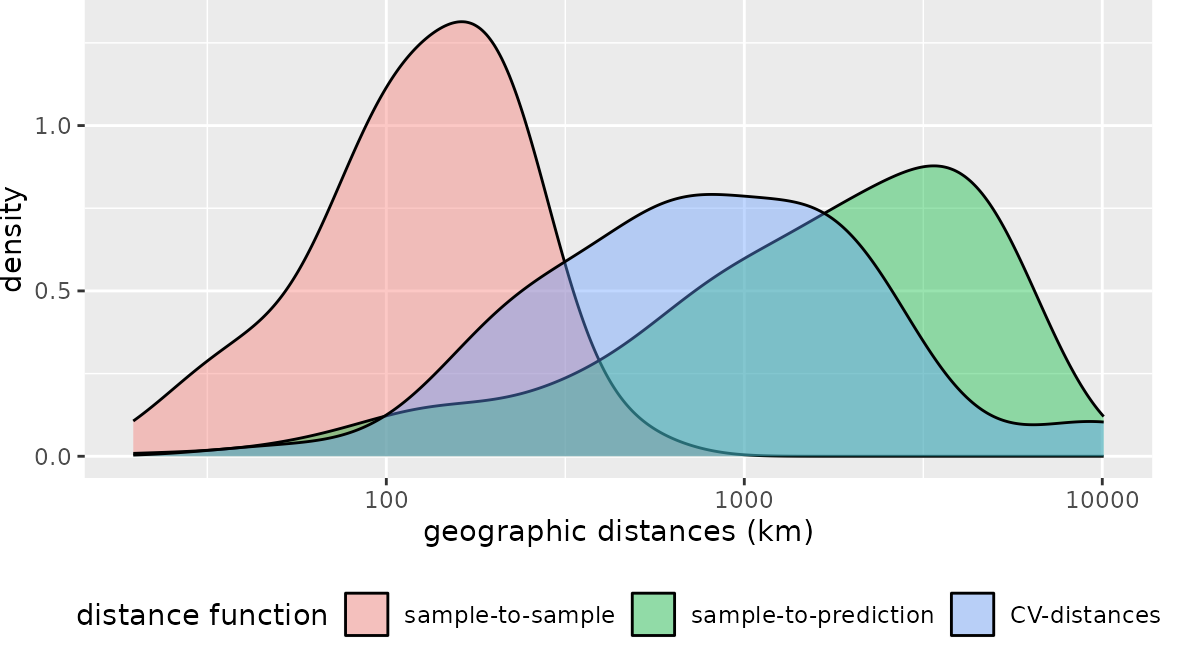 1.0
0.5
0.0
density
100 1000 10000
geographic distances (km)
distance function sample-to-sample sample-to-prediction CV-distances